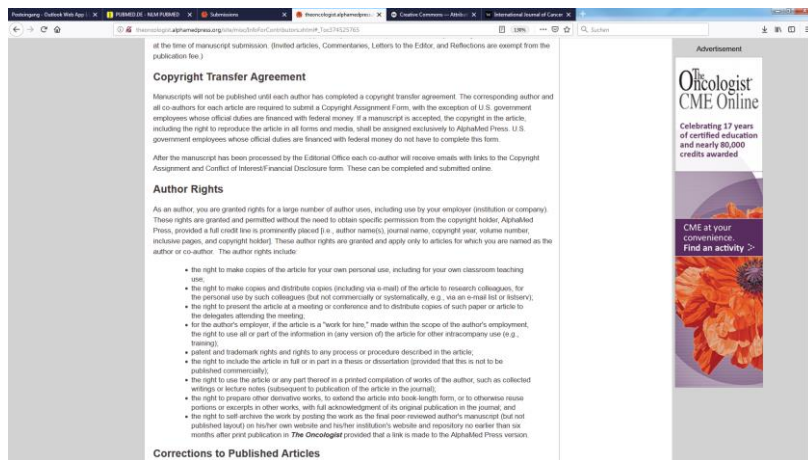 Posteingang - Outlook Web App
PUBMED.DE - NLM PUBMED
Submissions
theoncologist.alphamedpress.o
Creative Commons — Attribut
International Journal of Cancer
theoncologist.alphamedpress.org/site/misc/InfoForContributors.xhtml#_Toc374525765
Suchen
at the time of manuscript submission. (Invited articles, Commentaries, Letters to the Editor, and Reflections are exempt from the
publication fee.)
Advertisement
Copyright Transfer Agreement
Manuscripts will not be published until each author has completed a copyright transfer agreement. The corresponding author and
all co-authors for each article are required to submit a Copyright Assignment Form, with the exception of U.S. government
employees whose official duties are financed with federal money. If a manuscript is accepted, the copyright in the article,
including the right to reproduce the article in all forms and media, shall be assigned exclusively to AlphaMed Press. U.S.
government employees whose official duties are financed with federal money do not have to complete this form.
After the manuscript has been processed by the Editorial Office each co-author will receive emails with links to the Copyright
Assignment and Conflict of Interest/Financial Disclosure form. These can be completed and submitted online.
Author Rights
As an author, you are granted rights for a large number of author uses, including use by your employer (institution or company).
These rights are granted and permitted without the need to obtain specific permission from the copyright holder, AlphaMed
Press, provided a full credit line is prominently placed [i.e., author name(s), journal name, copyright year, volume number,
inclusive pages, and copyright holder]. These author rights are granted and apply only to articles for which you are named as the
author or co-author. The author rights include:
• the right to make copies of the article for your own personal use, including for your own classroom teaching
use;
• the right to make copies and distribute copies (including via e-mail) of the article to research colleagues, for
the personal use by such colleagues (but not commercially or systematically, e.g., via an e-mail list or listserv);
• the right to present the article at a meeting or conference and to distribute copies of such paper or article to
the delegates attending the meeting;
• for the author's employer, if the article is a "work for hire," made within the scope of the author's employment,
the right to use all or part of the information in (any version of) the article for other intracompany use (e.g.,
training);
• patent and trademark rights and rights to any process or procedure described in the article;
• the right to include the article in full or in part in a thesis or dissertation (provided that this is not to be
published commercially);
• the right to use the article or any part thereof in a printed compilation of works of the author, such as collected
writings or lecture notes (subsequent to publication of the article in the journal);
• the right to prepare other derivative works, to extend the article into book-length form, or to otherwise reuse
portions or excerpts in other works, with full acknowledgment of its original publication in the journal; and
• the right to self-archive the work by posting the work as the final peer-reviewed author's manuscript (but not
published layout) on his/her own website and his/her institution's website and repository no earlier than six
months after print publication in The Oncologist provided that a link is made to the AlphaMed Press version.
Corrections to Published Articles
The
Oncologist
CME Online
Celebrating 17 years
of certified education
and nearly 80,000
credits awarded
CME at your
convenience.
Find an activity >